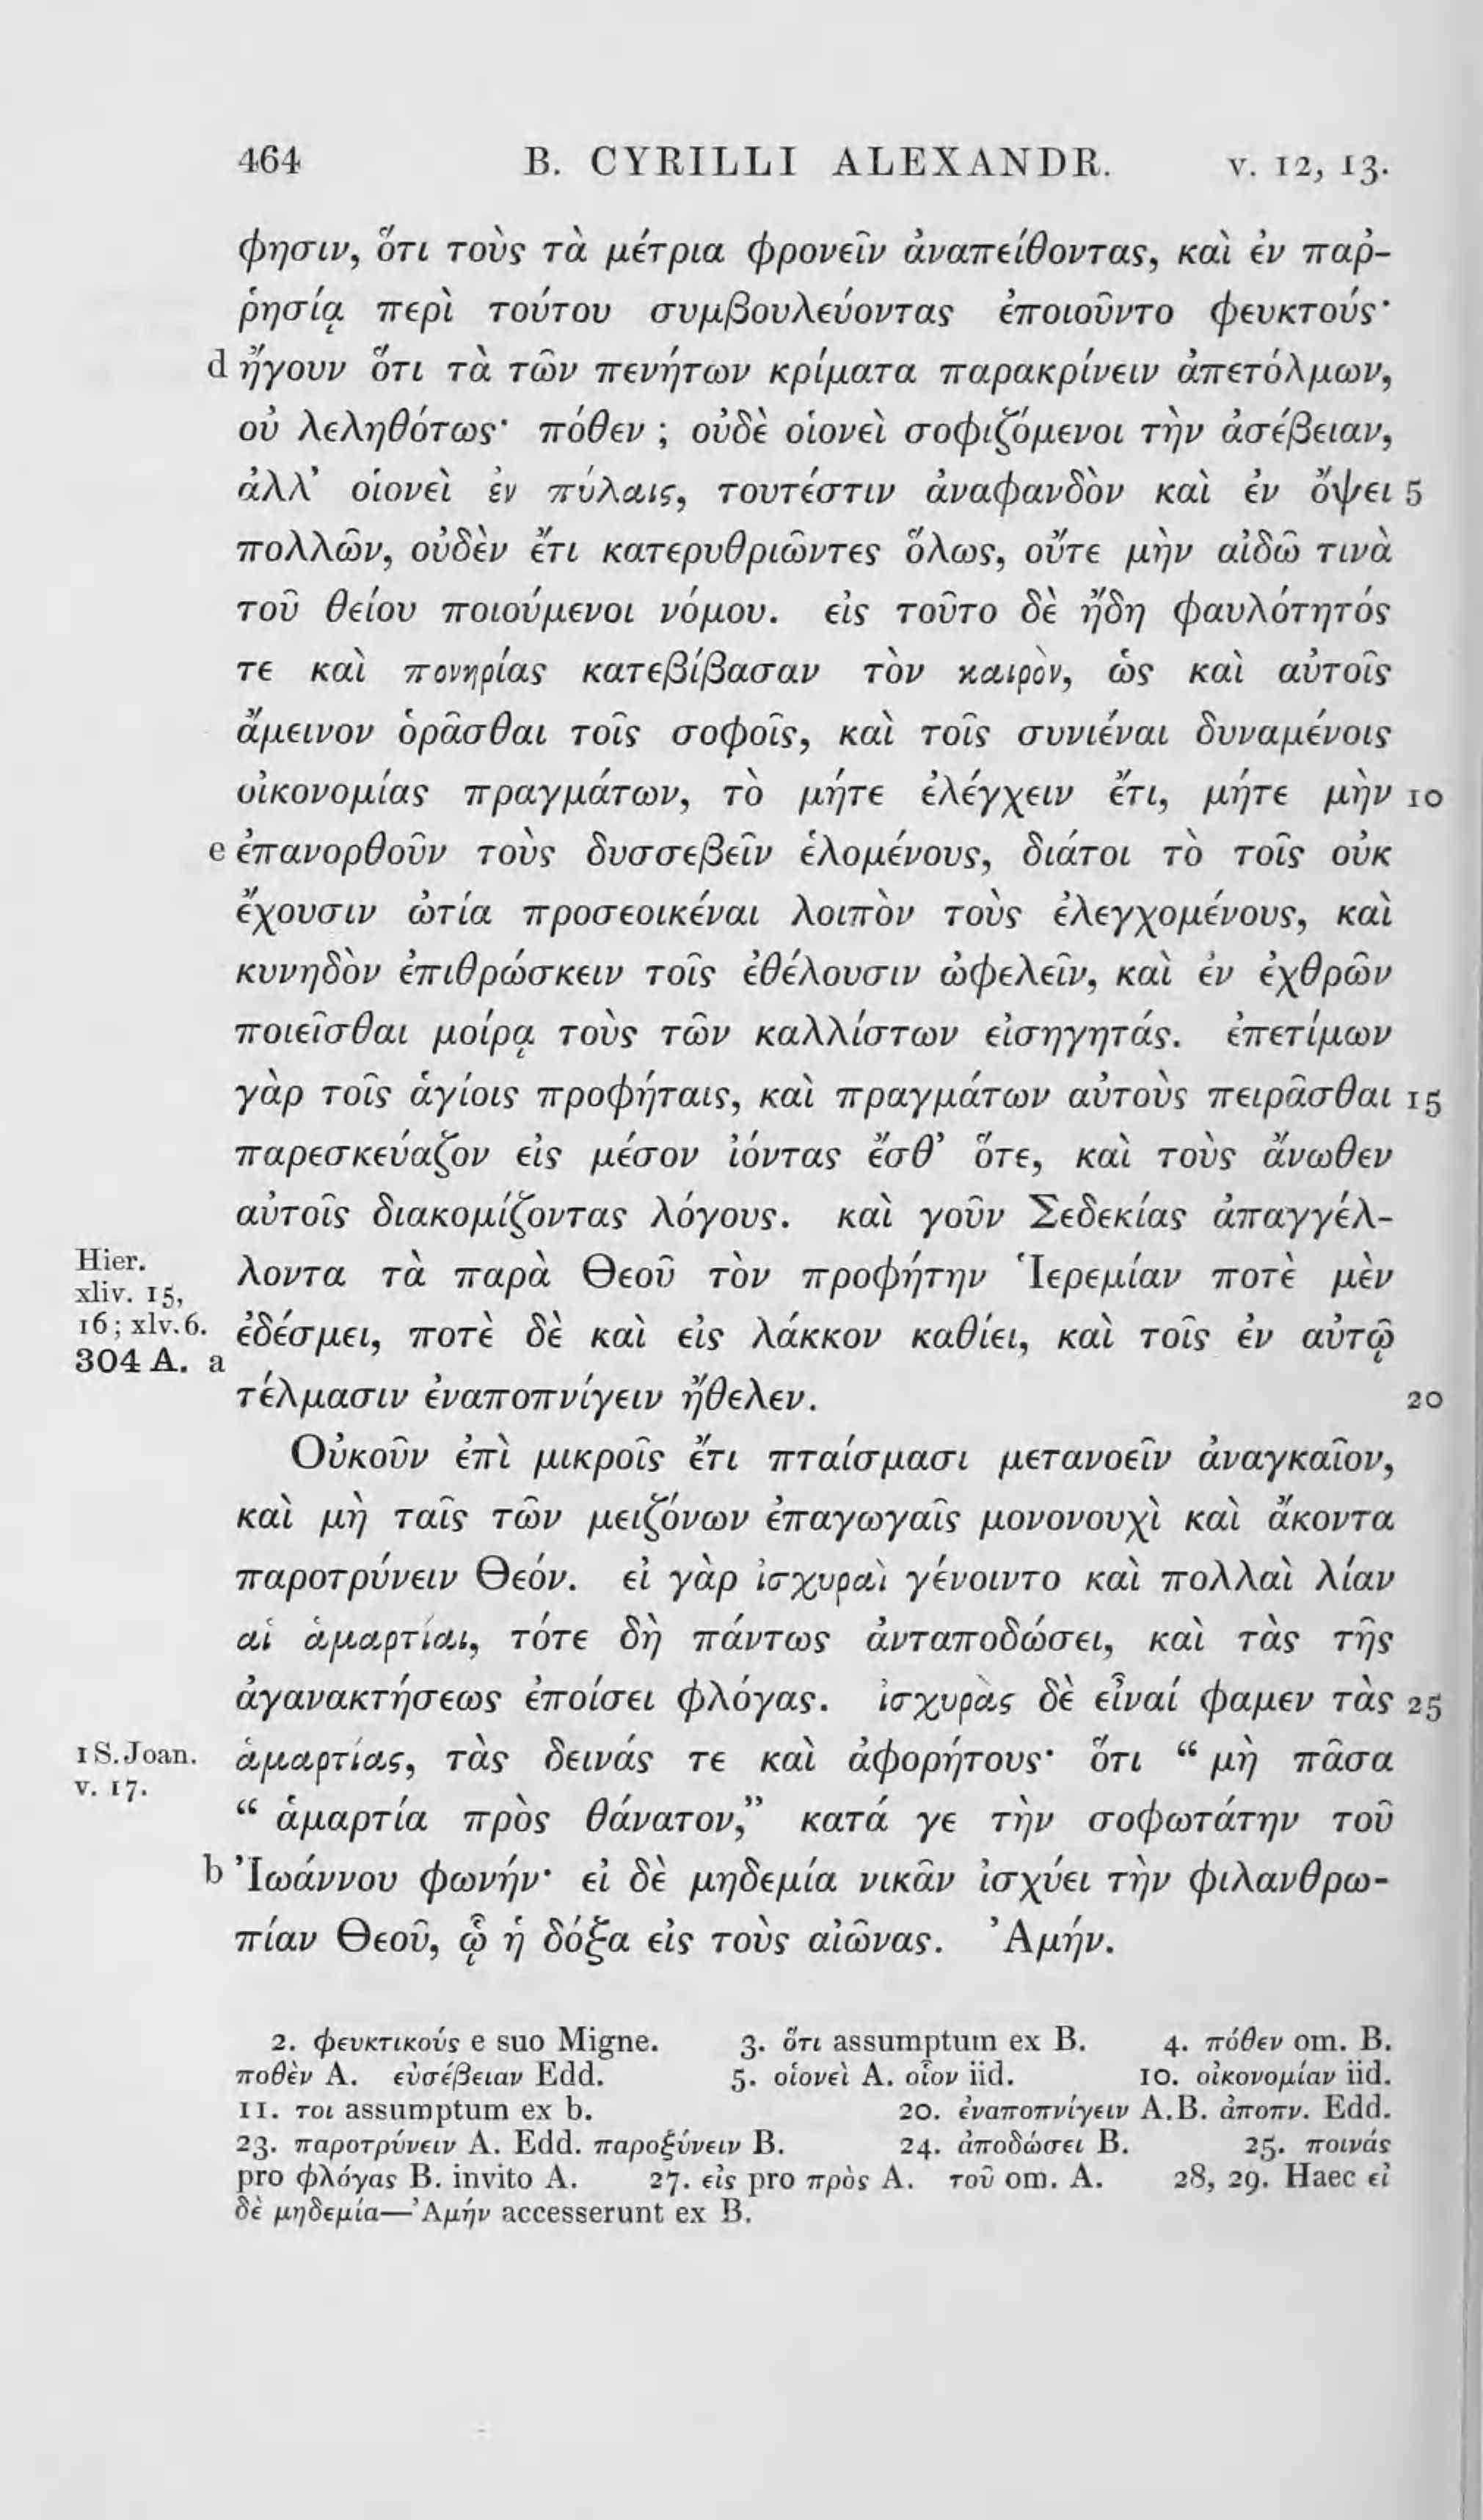 464 B. CYRILLI ALEXANDR. v. 12, 13.
φησιν, ὅτι τοὺς τὰ μέτρια φρονεῖν ἀναπείθοντας, καὶ ἐν παῤ-
ῥησίᾳ περὶ τούτου συμβουλεύοντας ἐποιοῦντο φευκτούς·
d ἤγουν ὅτι τὰ τῶν πενήτων κρίματα παρακρίνειν ἀπετόλμων,
οὐ λεληθότως· πόθεν ; οὐδὲ οἱονεὶ σοφιζόμενοι τὴν ἀσέβειαν,
ἀλλ’ οἱονεὶ ἐν πύλαις, τουτέστιν ἀναφανδὸν καὶ ἐν ὄψει 5
πολλῶν, οὐδὲν ἔτι κατερυθριῶντες ὅλως, οὔτε μὴν αἰδῶ τινὰ
τοῦ θείου ποιούμενοι νόμου. εἰς τοῦτο δὲ ἤδη φαυλότητός
τε καὶ πονηρίας κατεβίβασαν τὸν καιρὸν, ὡς καὶ αὐτοῖς
ἄμεινον ὁρᾶσθαι τοῖς σοφοῖς, καὶ τοῖς συνιέναι δυναμένοις
οἰκονομίας πραγμάτων, τὸ μήτε ἐλέγχειν ἔτι, μήτε μὴν 10
e ἐπανορθοῦν τοὺς δυσσεβεῖν ἑλομένους, διάτοι τὸ τοῖς οὐκ
ἔχουσιν ὠτία προσεοικέναι λοιπὸν τοὺς ἐλεγχομένους, καὶ
κυνηδὸν ἐπιθρώσκειν τοῖς ἐθέλουσιν ὠφελεῖν, καὶ ἐν ἐχθρῶν
ποιεῖσθαι μοίρᾳ τοὺς τῶν καλλίστων εἰσηγητάς. ἐπετίμων
γὰρ τοῖς ἁγίοις προφήταις, καὶ πραγμάτων αὐτοὺς πειρᾶσθαι 15
παρεσκεύαζον εἰς μέσον ἰόντας ἔσθ’ ὅτε, καὶ τοὺς ἄνωθεν
αὐτοῖς διακομίζοντας λόγους. καὶ γοῦν Σεδεκίας ἀπαγγέλ-
Hier. xliv. 15, λοντα τὰ παρὰ Θεοῦ τὸν προφήτην Ἱερεμίαν ποτὲ μὲν
16; xlv. 6. ἐδέσμει, ποτὲ δὲ καὶ εἰς λάκκον καθίει, καὶ τοῖς ἐν αὐτῷ
304 A. a τέλμασιν ἐναποπνίγειν ἤθελεν. 20
Οὐκοῦν ἐπὶ μικροῖς ἔτι πταίσμασι μετανοεῖν ἀναγκαῖον,
καὶ μὴ ταῖς τῶν μειζόνων ἐπαγωγαῖς μονονουχὶ καὶ ἄκοντα
παροτρύνειν Θεόν. εἰ γὰρ ἰσχυραὶ γένοιντο καὶ πολλαὶ λίαν
αἱ ἁμαρτίαι, τότε δὴ πάντως ἀνταποδώσει, καὶ τὰς τῆς
ἀγανακτήσεως ἐποίσει φλόγας. ἰσχυρὰς δὲ εἶναί φαμεν τὰς 25
1 S. Joan. ἁμαρτίας, τὰς δεινάς τε καὶ ἀφορήτους· ὅτι “ μὴ πᾶσα
v. 17. “ ἁμαρτία πρὸς θάνατον,” κατά γε τὴν σοφωτάτην τοῦ
b Ἰωάννου φωνήν· εἰ δὲ μηδεμία νικᾶν ἰσχύει τὴν φιλανθρω-
πίαν Θεοῦ, ᾧ ἡ δόξα εἰς τοὺς αἰῶνας. Ἀμήν.
2. φευκτικούς e suo Migne. 3. ὅτι assumptum ex B. 4. πόθεν om. B.
ποθὲν A. εὐσέβειαν Edd. 5. οἱονεὶ A. οἷον iid. 10. οἰκονομίαν iid.
11. τοι assumptum ex b. 20. ἐναποπνίγειν A.B. ἀποπν. Edd.
23. παροτρύνειν A. Edd. παροξύνειν B. 24. ἀποδώσει B. 25. ποινάς
pro φλόγας B. invito A. 27. εἰς pro πρὸς A. τοῦ om. A. 28, 29. Haec εἰ
δὲ μηδεμία—Ἀμήν accesserunt ex B.